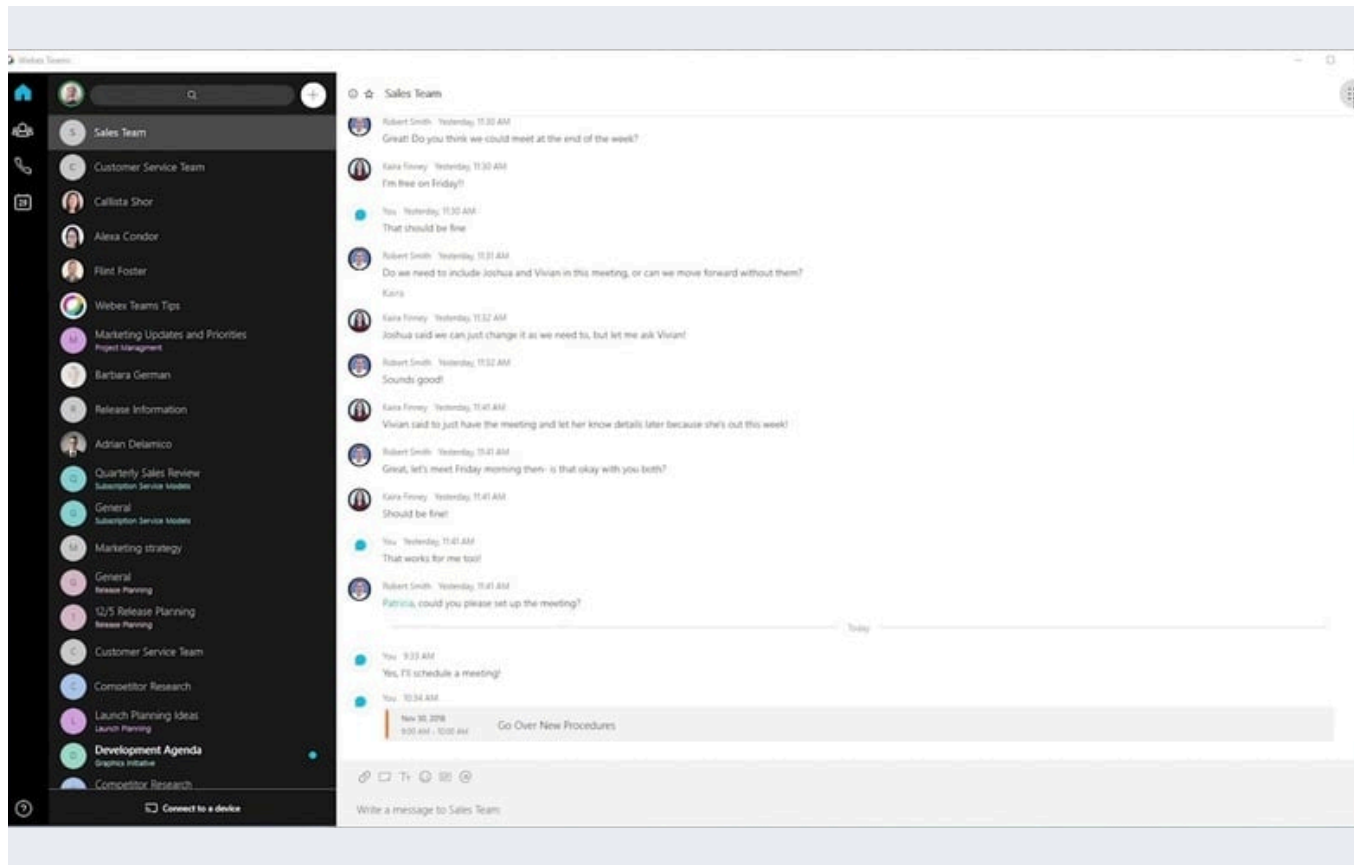 Webex Teams
Sales Team
S
Sales Team
C
Customer Service Team
Callista Shor
Alexa Condor
Flint Foster
Webex Teams Tips
M
Marketing Updates and Priorities
Project Managment
Barbara German
R
Release Information
Adrian Delamico
Q
Quarterly Sales Review
Subscription Service Models
G
General
Subscription Service Models
M
Marketing strategy
G
General
Release Planning
1
12/5 Release Planning
Release Planning
C
Customer Service Team
C
Competitor Research
L
Launch Planning Ideas
Launch Planning
D
Development Agenda
Graphics Initiative
Competitor Research
Connect to a device
Robert Smith Yesterday, 11:30 AM
Great! Do you think we could meet at the end of the week?
Kaira Finney Yesterday, 11:30 AM
I'm free on Friday!!
You Yesterday, 11:30 AM
That should be fine
Robert Smith Yesterday, 11:31 AM
Do we need to include Joshua and Vivian in this meeting, or can we move forward without them?
Kaira
Kaira Finney Yesterday, 11:32 AM
Joshua said we can just change it as we need to, but let me ask Vivian!
Robert Smith Yesterday, 11:32 AM
Sounds good!
Kaira Finney Yesterday, 11:41 AM
Vivian said to just have the meeting and let her know details later because she's out this week!
Robert Smith Yesterday, 11:41 AM
Great, let's meet Friday morning then- is that okay with you both?
Kaira Finney Yesterday, 11:41 AM
Should be fine!
You Yesterday, 11:41 AM
That works for me too!
Robert Smith Yesterday, 11:41 AM
Patricia, could you please set up the meeting?
Today
You 9:33 AM
Yes, I'll schedule a meeting!
You 10:34 AM
Nov 30, 2018
9:00 AM - 10:00 AM
Go Over New Procedures
Write a message to Sales Team